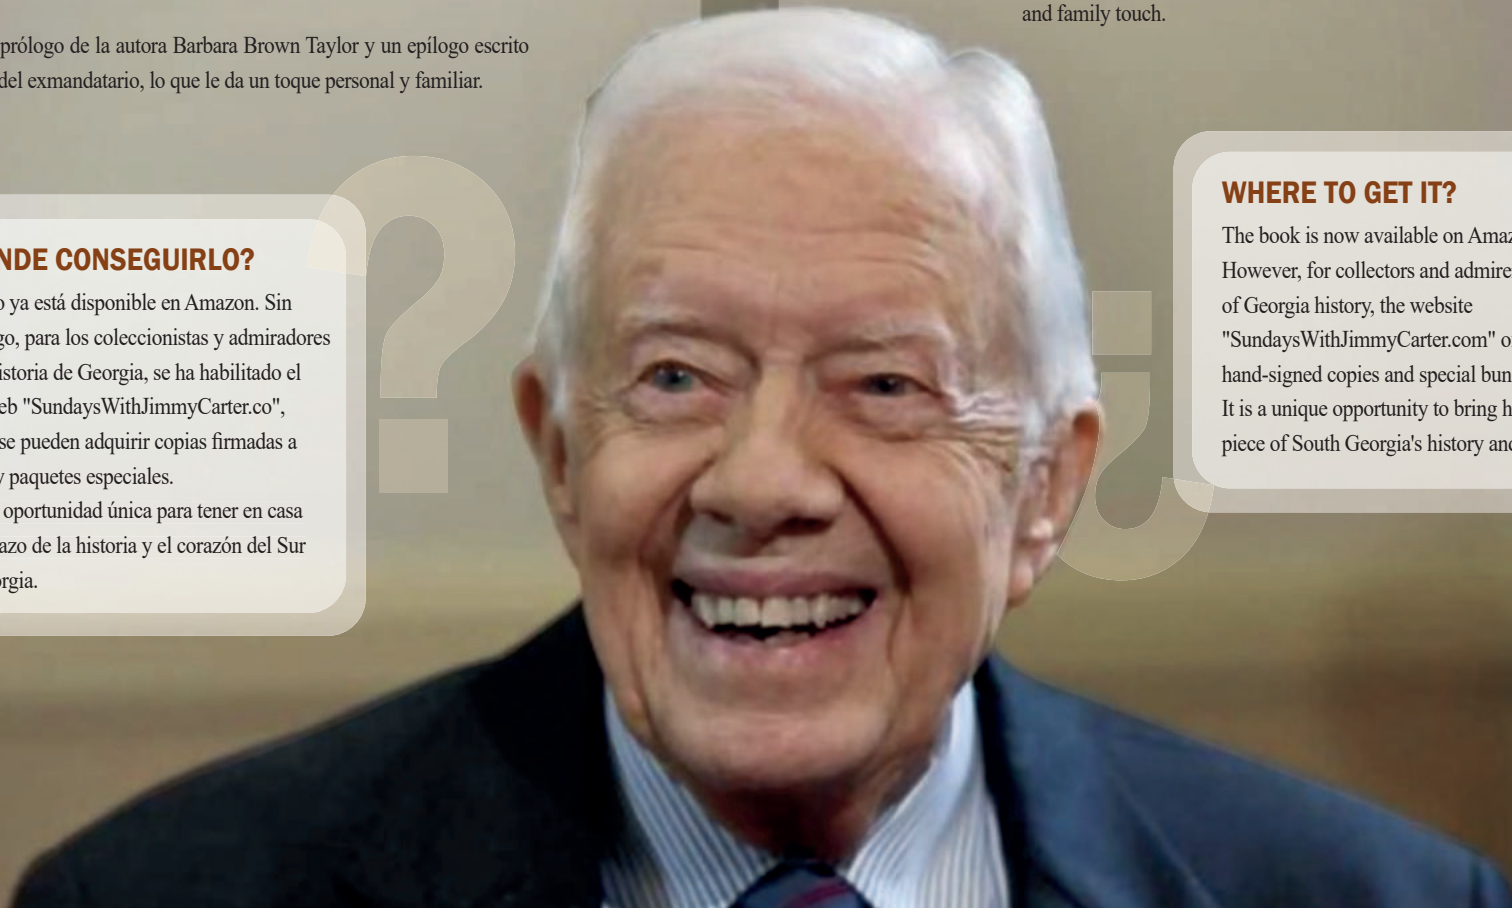 prólogo de la autora Barbara Brown Taylor y un epílogo escrito
del exmandatario, lo que le da un toque personal y familiar.
NDE CONSEGUIRLO?
o ya está disponible en Amazon. Sin
go, para los coleccionistas y admiradores
istoria de Georgia, se ha habilitado el
eb "SundaysWithJimmyCarter.co",
se pueden adquirir copias firmadas a
y paquetes especiales.
oportunidad única para tener en casa
azo de la historia y el corazón del Sur
orgia.
?
and family touch.
¿
WHERE TO GET IT?
The book is now available on Amaz
However, for collectors and admire
of Georgia history, the website
"SundaysWithJimmyCarter.com" o
hand-signed copies and special bun
It is a unique opportunity to bring h
piece of South Georgia's history and